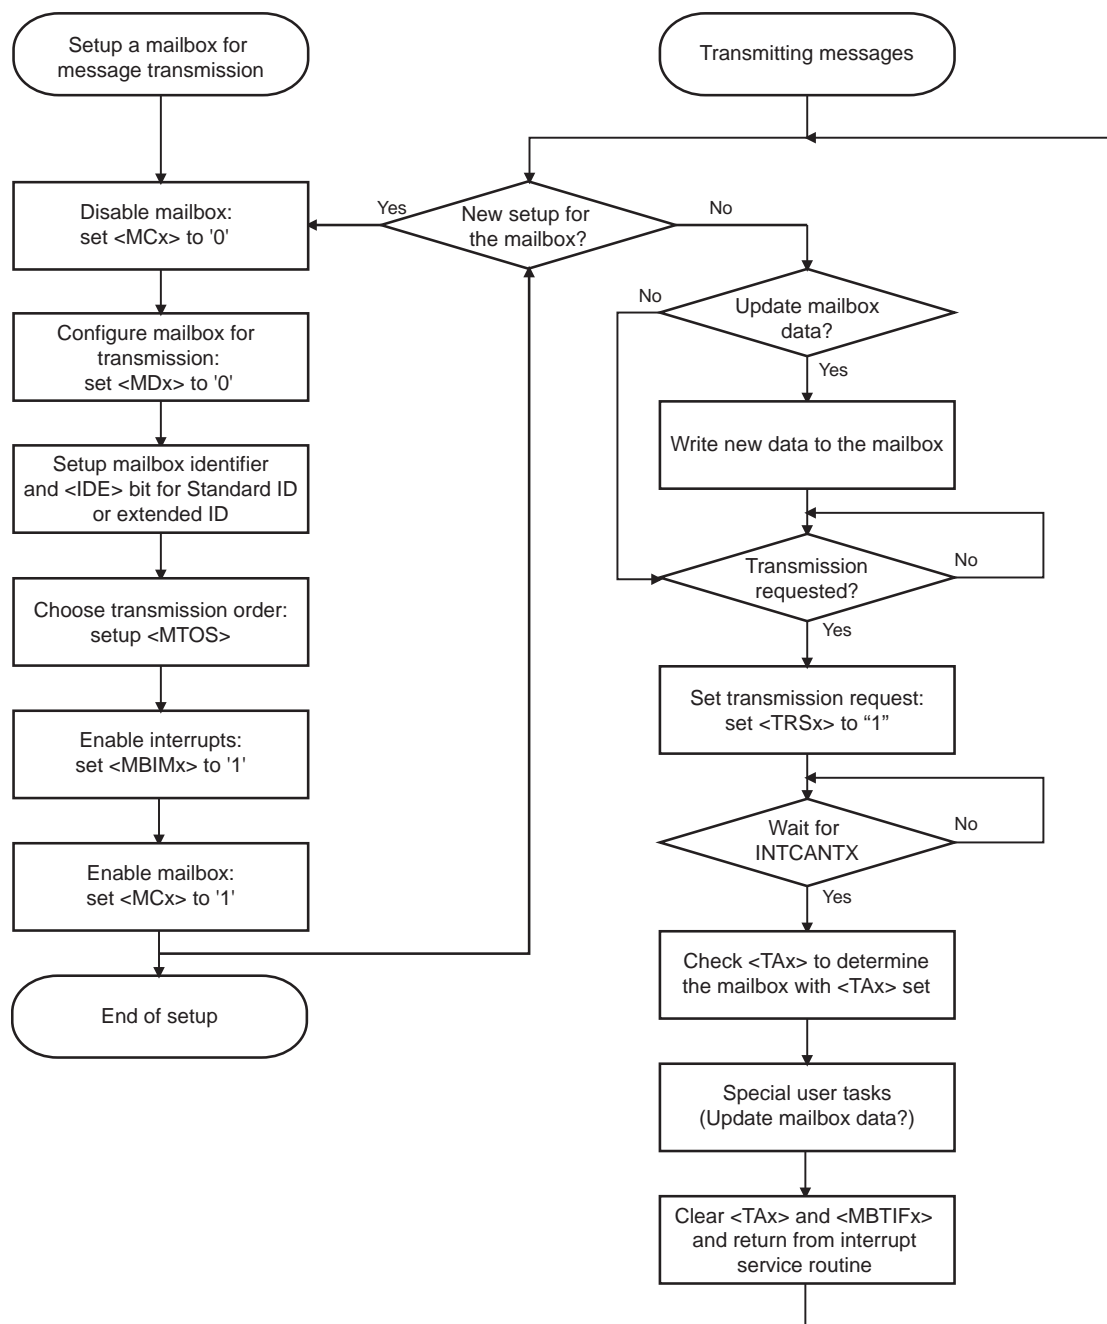 Setup a mailbox for
message transmission
Disable mailbox:
set <MCx> to '0'
Configure mailbox for
transmission:
set <MDx> to '0'
Setup mailbox identifier
and <IDE> bit for Standard ID
or extended ID
Choose transmission order:
setup <MTOS>
Enable interrupts:
set <MBIMx> to '1'
Enable mailbox:
set <MCx> to '1'
End of setup
Transmitting messages
Yes
New setup for
the mailbox?
No
No
Update mailbox
data?
Yes
Write new data to the mailbox
Transmission
requested?
No
Yes
Set transmission request:
set <TRSx> to “1”
Wait for
INTCANTX
No
Yes
Check <TAx> to determine
the mailbox with <TAx> set
Special user tasks
(Update mailbox data?)
Clear <TAx> and <MBTIFx>
and return from interrupt
service routine